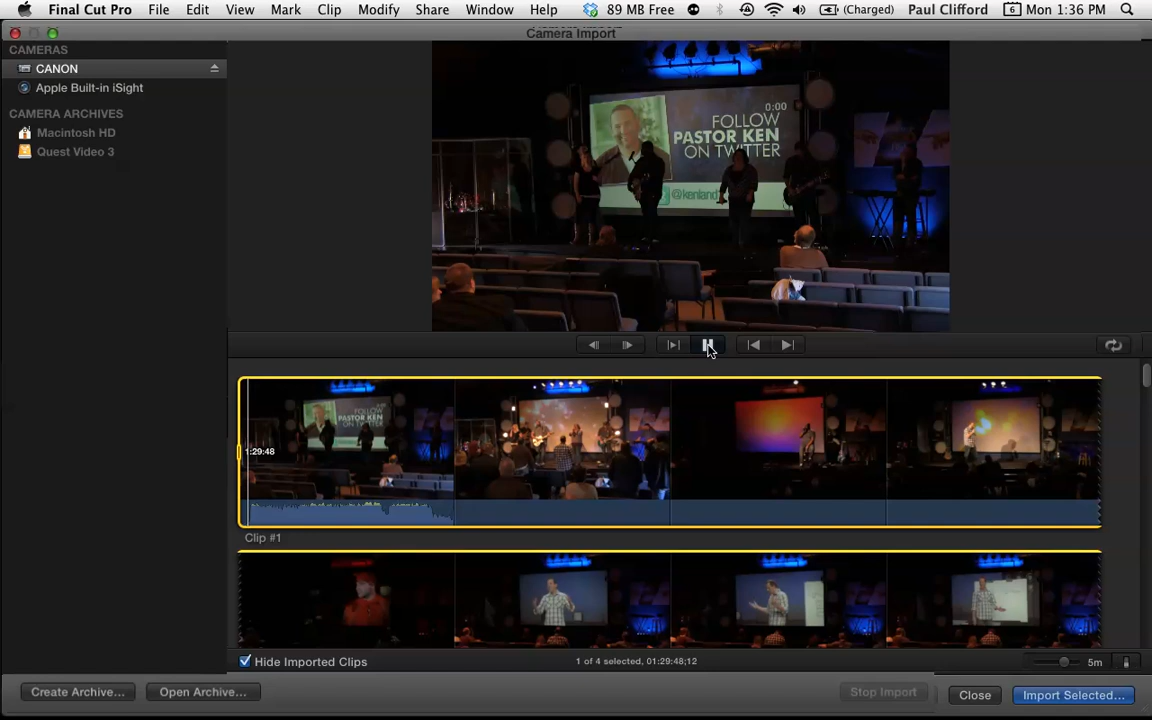 Final Cut Pro File Edit View Mark Clip Modify Share Window Help 89 MB Free (Charged) Paul Clifford 6 Mon 1:36 PM
Camera Import
CAMERAS
CANON
Apple Built-in iSight
CAMERA ARCHIVES
Macintosh HD
Quest Video 3
0:00
FOLLOW
PASTOR KEN
ON TWITTER
1:29:48
Clip #1
Hide Imported Clips
1 of 4 selected, 01:29:48;12
5m
Create Archive...
Open Archive...
Stop Import
Close
Import Selected...